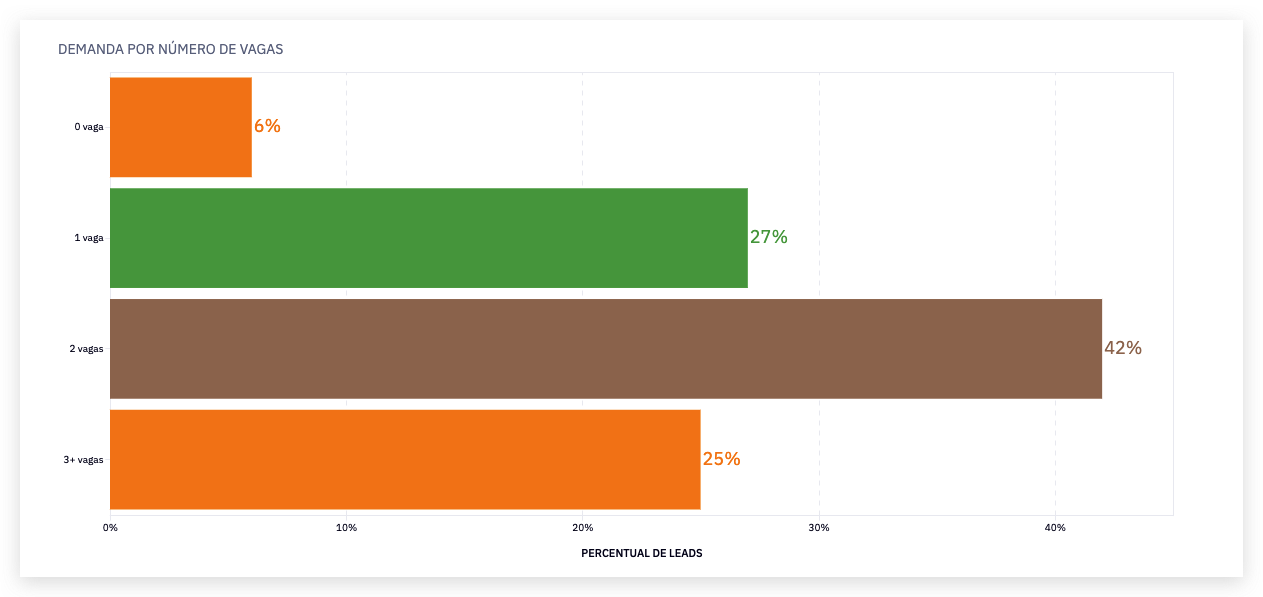 DEMANDA POR NÚMERO DE VAGAS
0 vaga
6%
1 vaga
27%
2 vagas
42%
3+ vagas
25%
0%
10%
20%
30%
40%
PERCENTUAL DE LEADS